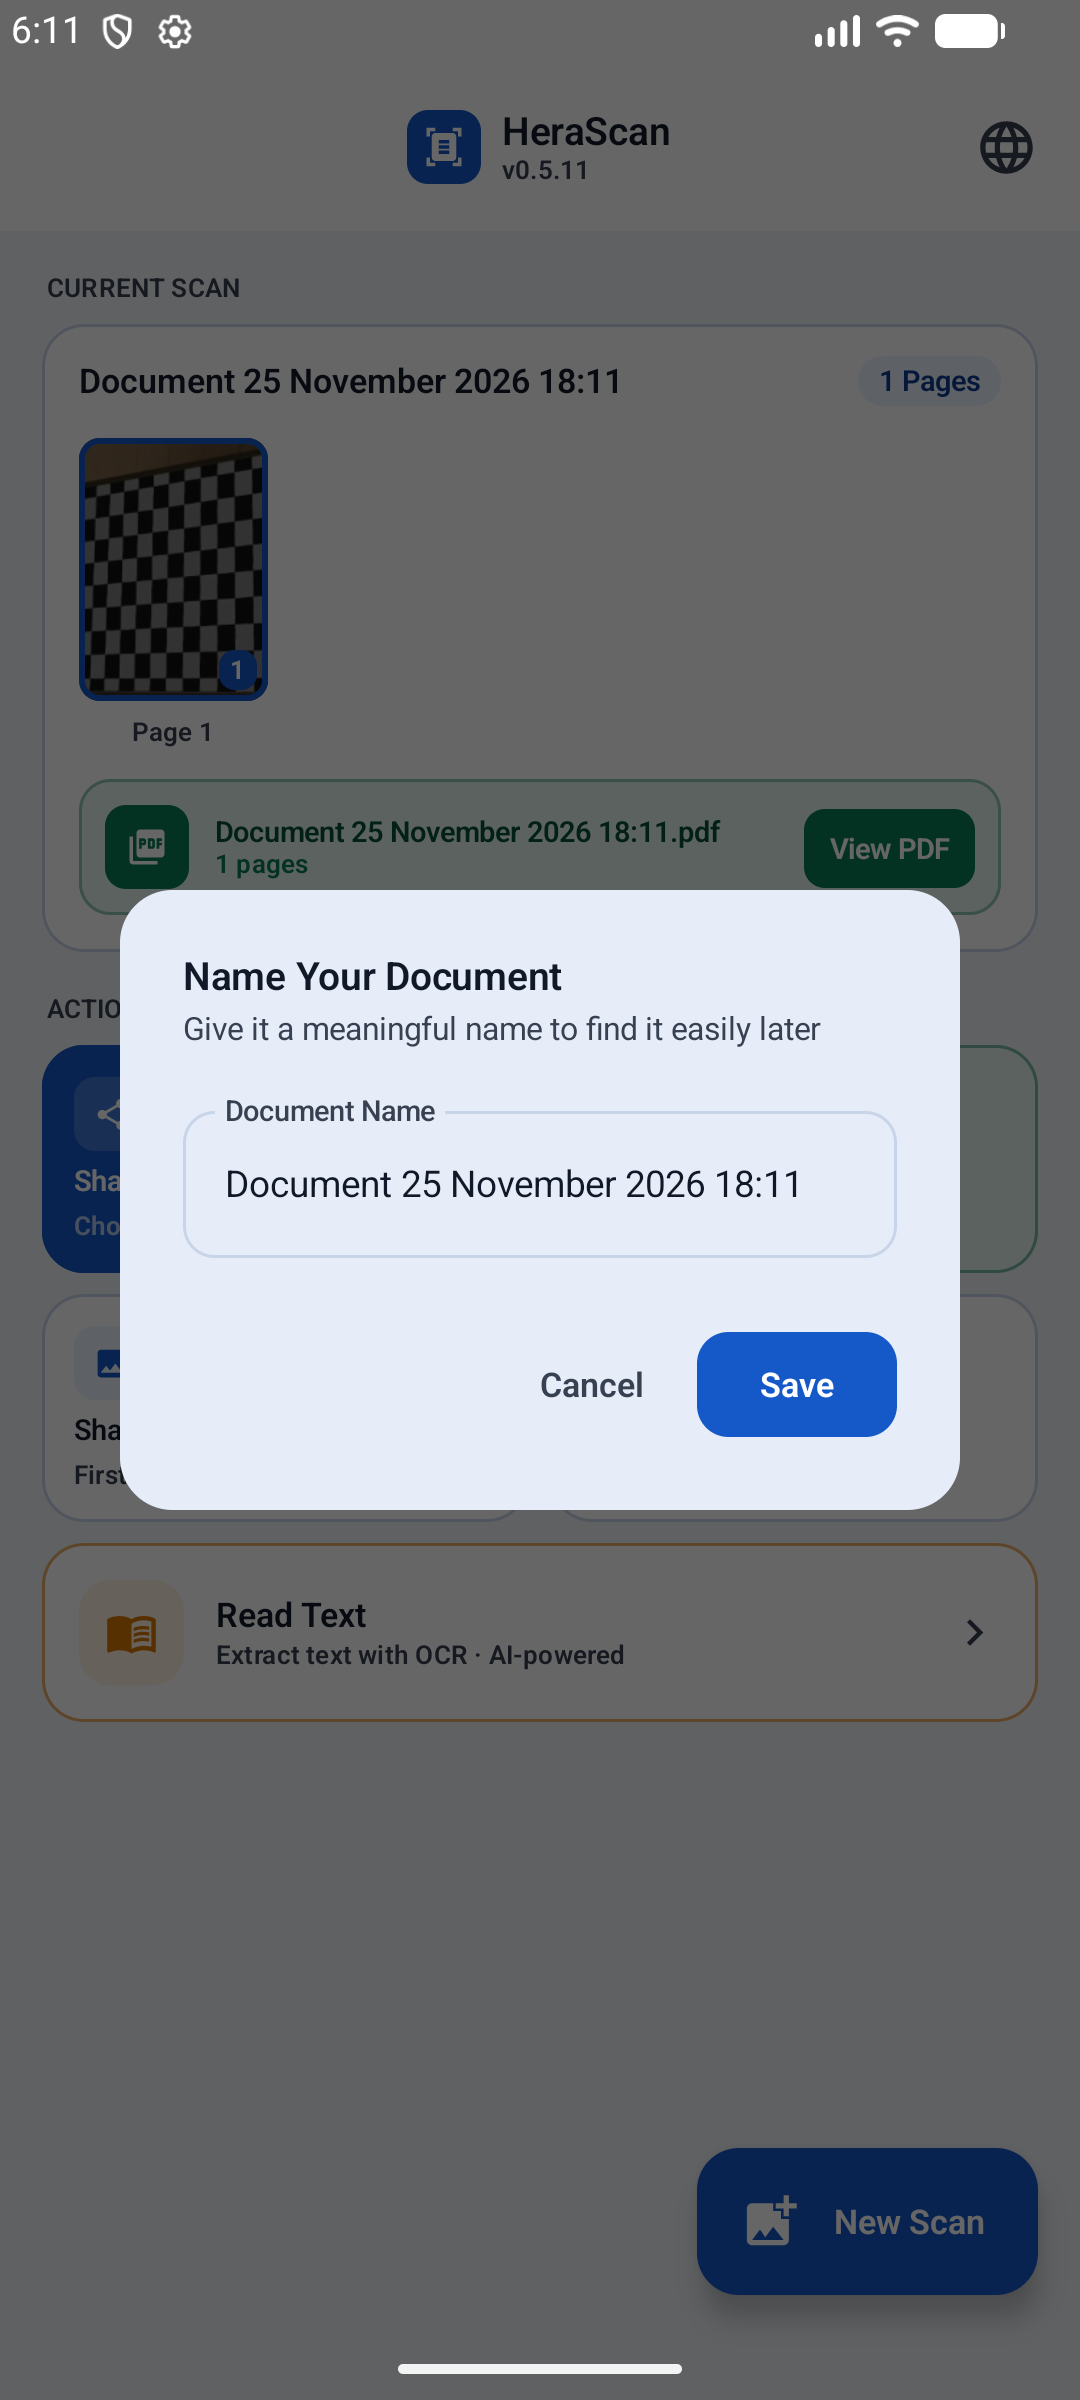 6:11
HeraScan
v0.5.11
CURRENT SCAN
Document 25 November 2026 18:11
1 Pages
1
Page 1
PDF
Document 25 November 2026 18:11.pdf
1 pages
View PDF
Name Your Document
Give it a meaningful name to find it easily later
Document Name
Document 25 November 2026 18:11
Cancel
Save
ACTIO
Sha
Cho
Sha
First
Read Text
Extract text with OCR · AI-powered
New Scan